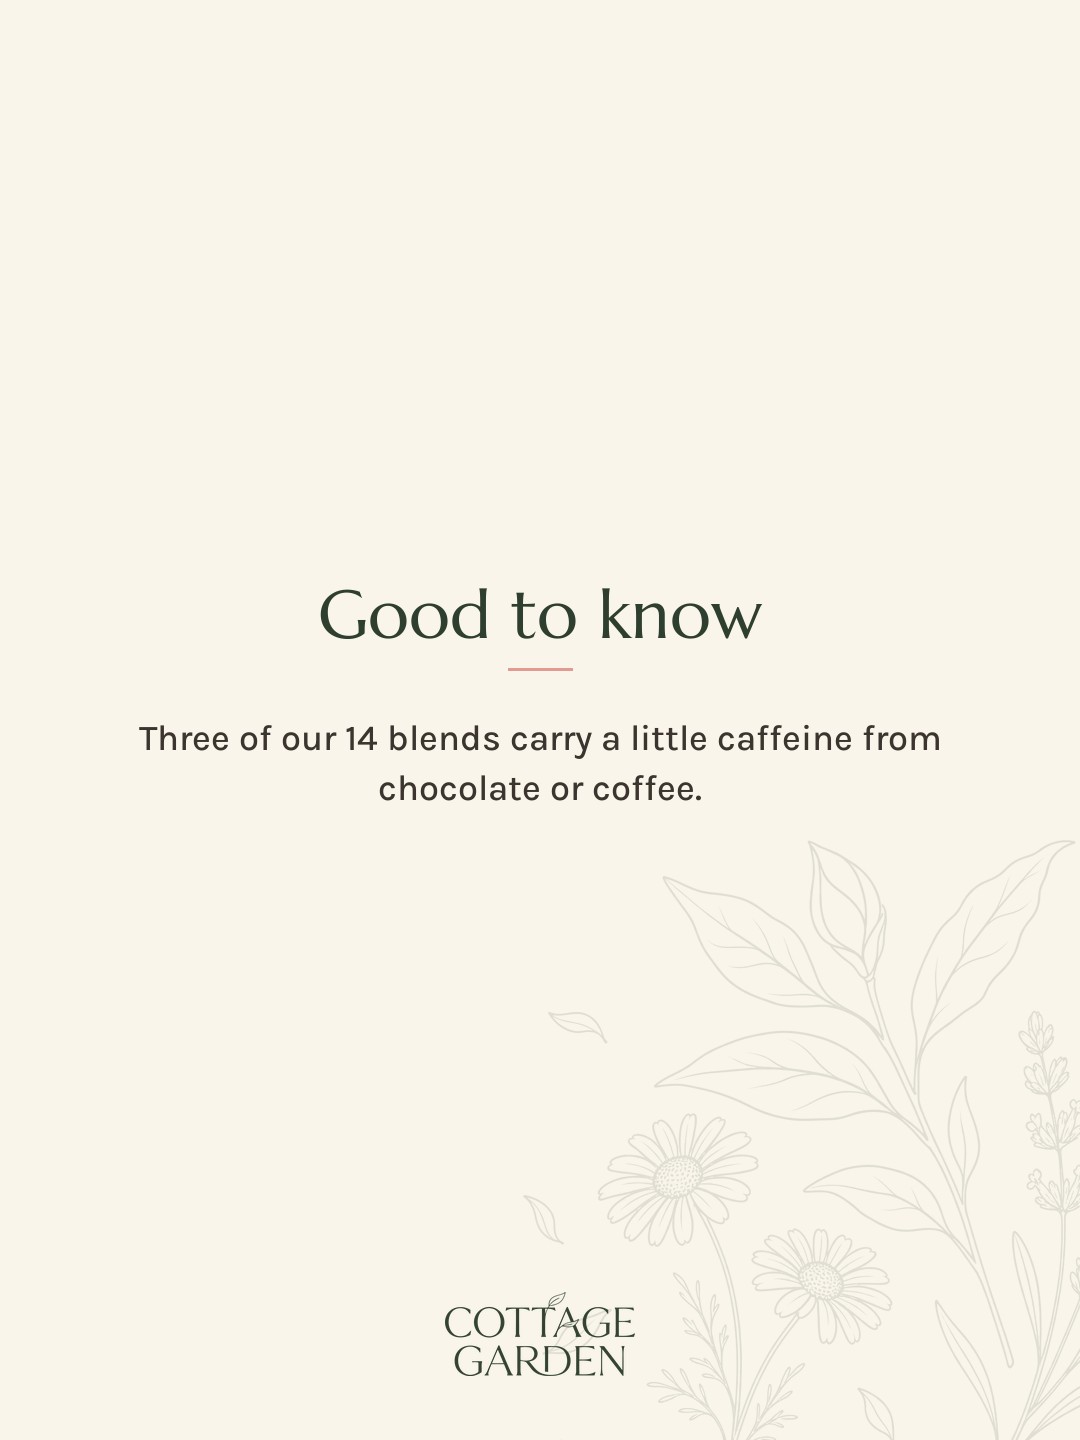 Good to know
Three of our 14 blends carry a little caffeine from
chocolate or coffee.
COTTAGE
GARDEN